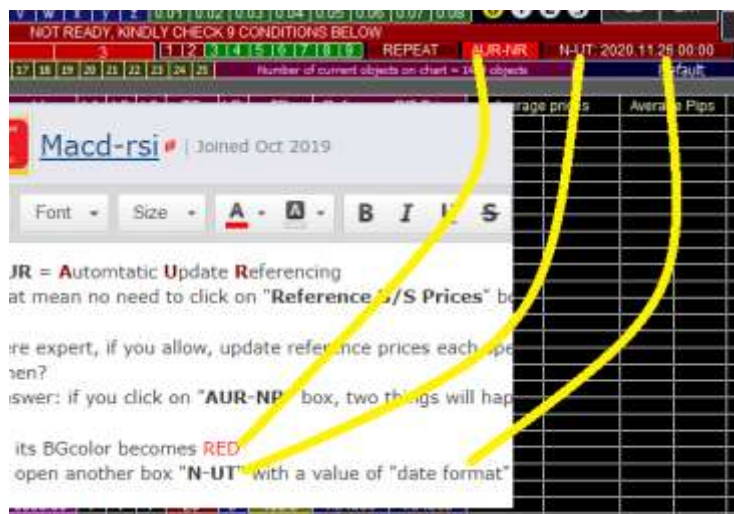 V W X Y Z 0.01 0.02 0.03 0.04 0.05 0.06 0.07 0.08
NOT READY, KINDLY CHECK 9 CONDITIONS BELOW
3 1 2 3 4 5 6 7 8 9 REPEAT AUR-NR N-UT: 2020.11.26 00:00
17 18 19 20 21 22 23 24 25 Number of current objects on chart = objects Default
prices Average Pips
Macd-rsi Joined Oct 2019
Font Size A A B I U S
UR = Automtatic Update Referencing
at mean no need to click on "Reference S/S Prices" b
re expert, if you allow, update reference prices each spe
hen?
swer: if you click on "AUR-NR" box, two things will hap
its BGcolor becomes RED
open another box "N-UT" with a value of "date format"